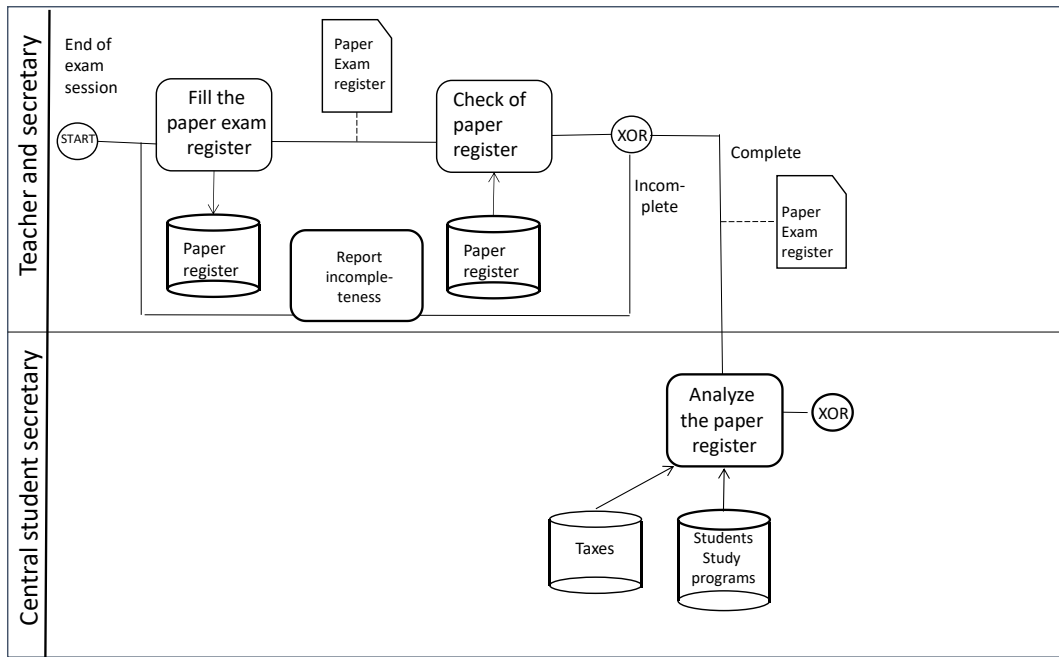 Teacher and secretary
End of
exam
session
START
Fill the
paper exam
register
Paper
Exam
register
Check of
paper
register
XOR
Complete
Incom-
plete
Paper
Exam
register
Paper
register
Report
incomple-
teness
Paper
register
Central student secretary
Analyze
the paper
register
XOR
Taxes
Students
Study
programs